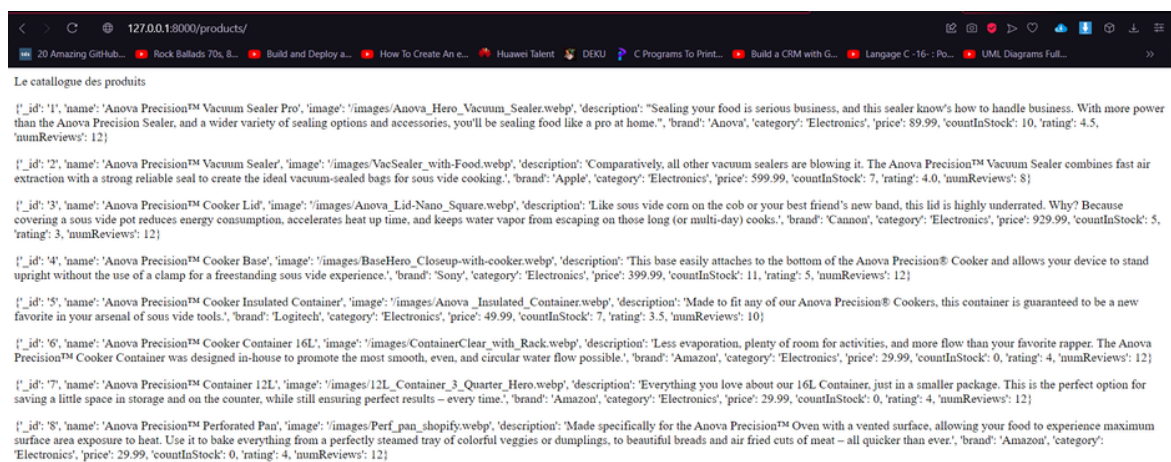 127.0.0.1:8000/products/
20 Amazing GitHub... Rock Ballads 70s, 8... Build and Deploy a... How To Create An e... Huawei Talent DEKU C Programs To Print... Build a CRM with G... Langage C -16- : Po... UML Diagrams Full...
Le catallogue des produits
{'_id': '1', 'name': 'Anova Precision™ Vacuum Sealer Pro', 'image': '/images/Anova_Hero_Vacuum_Sealer.webp', 'description': "Sealing your food is serious business, and this sealer know's how to handle business. With more power
than the Anova Precision Sealer, and a wider variety of sealing options and accessories, you'll be sealing food like a pro at home.", 'brand': 'Anova', 'category': 'Electronics', 'price': 89.99, 'countInStock': 10, 'rating': 4.5,
'numReviews': 12}
{'_id': '2', 'name': 'Anova Precision™ Vacuum Sealer', 'image': '/images/VacSealer_with-Food.webp', 'description': 'Comparatively, all other vacuum sealers are blowing it. The Anova Precision™ Vacuum Sealer combines fast air
extraction with a strong reliable seal to create the ideal vacuum-sealed bags for sous vide cooking.', 'brand': 'Apple', 'category': 'Electronics', 'price': 599.99, 'countInStock': 7, 'rating': 4.0, 'numReviews': 8}
{'_id': '3', 'name': 'Anova Precision™ Cooker Lid', 'image': '/images/Anova_Lid-Nano_Square.webp', 'description': 'Like sous vide corn on the cob or your best friend’s new band, this lid is highly underrated. Why? Because
covering a sous vide pot reduces energy consumption, accelerates heat up time, and keeps water vapor from escaping on those long (or multi-day) cooks.', 'brand': 'Cannon', 'category': 'Electronics', 'price': 929.99, 'countInStock': 5,
'rating': 3, 'numReviews': 12}
{'_id': '4', 'name': 'Anova Precision™ Cooker Base', 'image': '/images/BaseHero_Closeup-with-cooker.webp', 'description': 'This base easily attaches to the bottom of the Anova Precision® Cooker and allows your device to stand
upright without the use of a clamp for a freestanding sous vide experience.', 'brand': 'Sony', 'category': 'Electronics', 'price': 399.99, 'countInStock': 11, 'rating': 5, 'numReviews': 12}
{'_id': '5', 'name': 'Anova Precision™ Cooker Insulated Container', 'image': '/images/Anova _Insulated_Container.webp', 'description': 'Made to fit any of our Anova Precision® Cookers, this container is guaranteed to be a new
favorite in your arsenal of sous vide tools.', 'brand': 'Logitech', 'category': 'Electronics', 'price': 49.99, 'countInStock': 7, 'rating': 3.5, 'numReviews': 10}
{'_id': '6', 'name': 'Anova Precision™ Cooker Container 16L', 'image': '/images/ContainerClear_with_Rack.webp', 'description': 'Less evaporation, plenty of room for activities, and more flow than your favorite rapper. The Anova
Precision™ Cooker Container was designed in-house to promote the most smooth, even, and circular water flow possible.', 'brand': 'Amazon', 'category': 'Electronics', 'price': 29.99, 'countInStock': 0, 'rating': 4, 'numReviews': 12}
{'_id': '7', 'name': 'Anova Precision™ Container 12L', 'image': '/images/12L_Container_3_Quarter_Hero.webp', 'description': 'Everything you love about our 16L Container, just in a smaller package. This is the perfect option for
saving a little space in storage and on the counter, while still ensuring perfect results – every time.', 'brand': 'Amazon', 'category': 'Electronics', 'price': 29.99, 'countInStock': 0, 'rating': 4, 'numReviews': 12}
{'_id': '8', 'name': 'Anova Precision™ Perforated Pan', 'image': '/images/Perf_pan_shopify.webp', 'description': 'Made specifically for the Anova Precision™ Oven with a vented surface, allowing your food to experience maximum
surface area exposure to heat. Use it to bake everything from a perfectly steamed tray of colorful veggies or dumplings, to beautiful breads and air fried cuts of meat – all quicker than ever.', 'brand': 'Amazon', 'category':
'Electronics', 'price': 29.99, 'countInStock': 0, 'rating': 4, 'numReviews': 12}